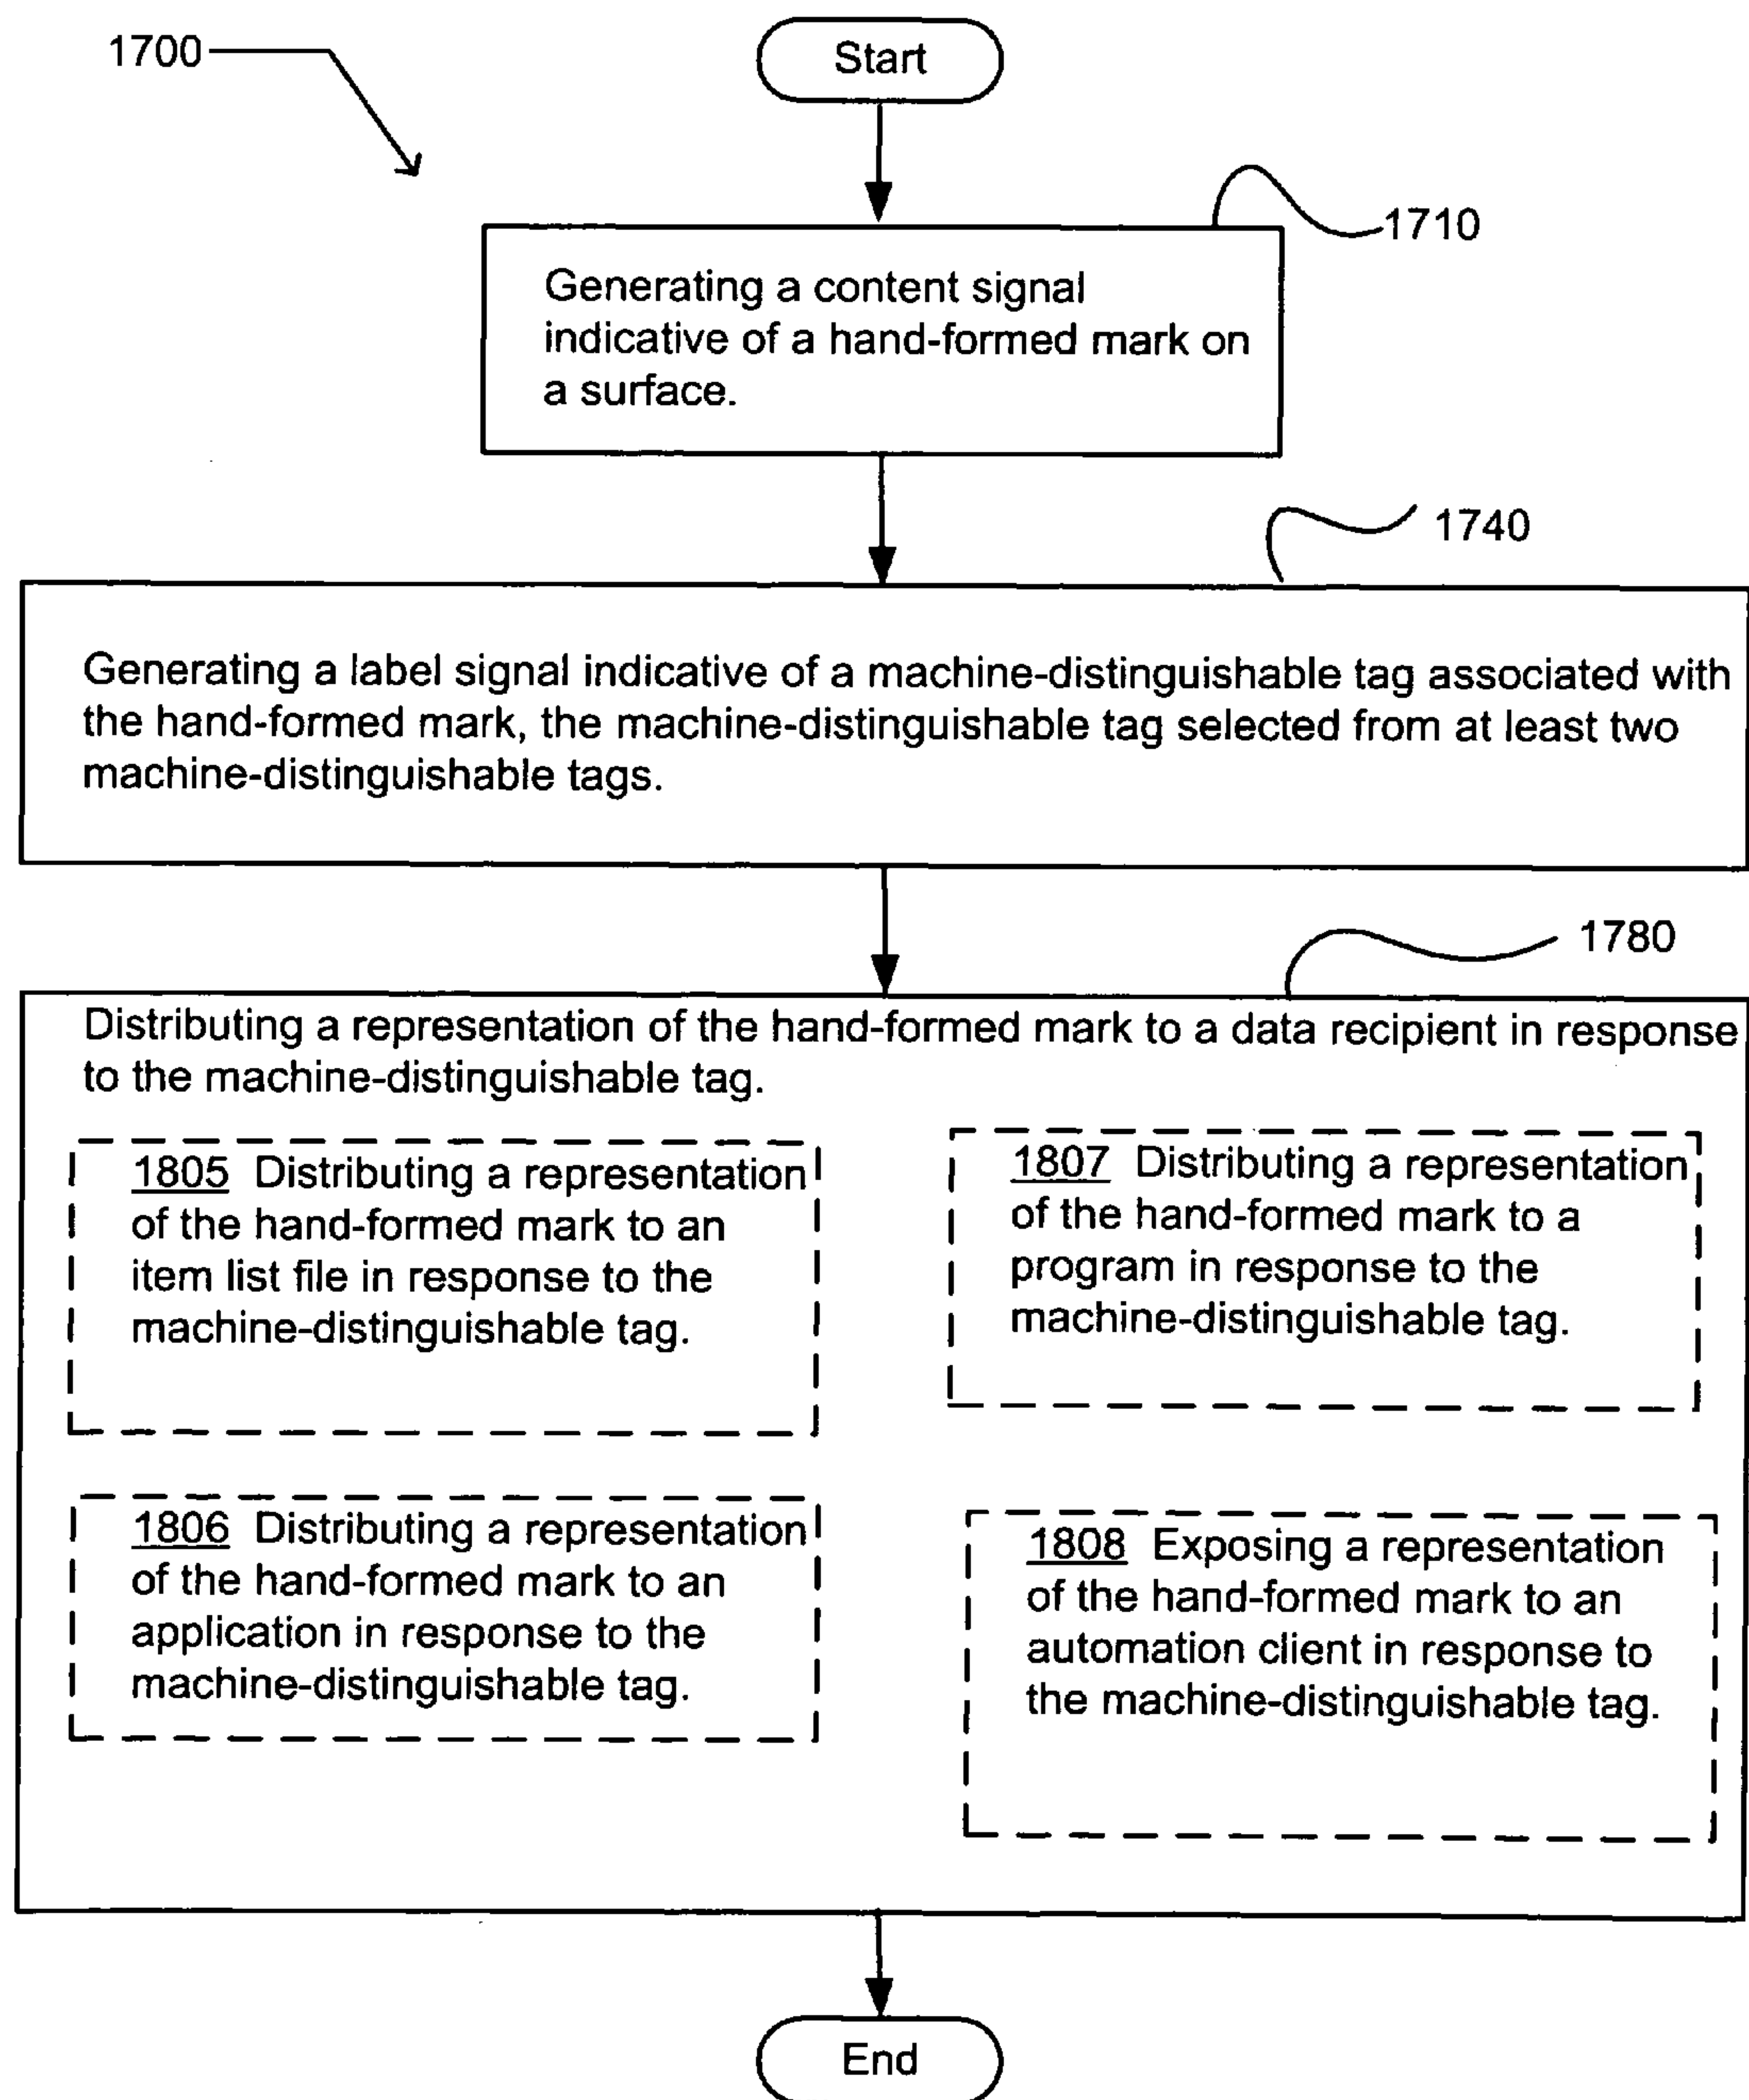 1700
Start
1710
Generating a content signal
indicative of a hand-formed mark on
a surface.
1740
Generating a label signal indicative of a machine-distinguishable tag associated with
the hand-formed mark, the machine-distinguishable tag selected from at least two
machine-distinguishable tags.
1780
Distributing a representation of the hand-formed mark to a data recipient in response
to the machine-distinguishable tag.
1805 Distributing a representation
of the hand-formed mark to an
item list file in response to the
machine-distinguishable tag.
1807 Distributing a representation
of the hand-formed mark to a
program in response to the
machine-distinguishable tag.
1806 Distributing a representation
of the hand-formed mark to an
application in response to the
machine-distinguishable tag.
1808 Exposing a representation
of the hand-formed mark to an
automation client in response to
the machine-distinguishable tag.
End